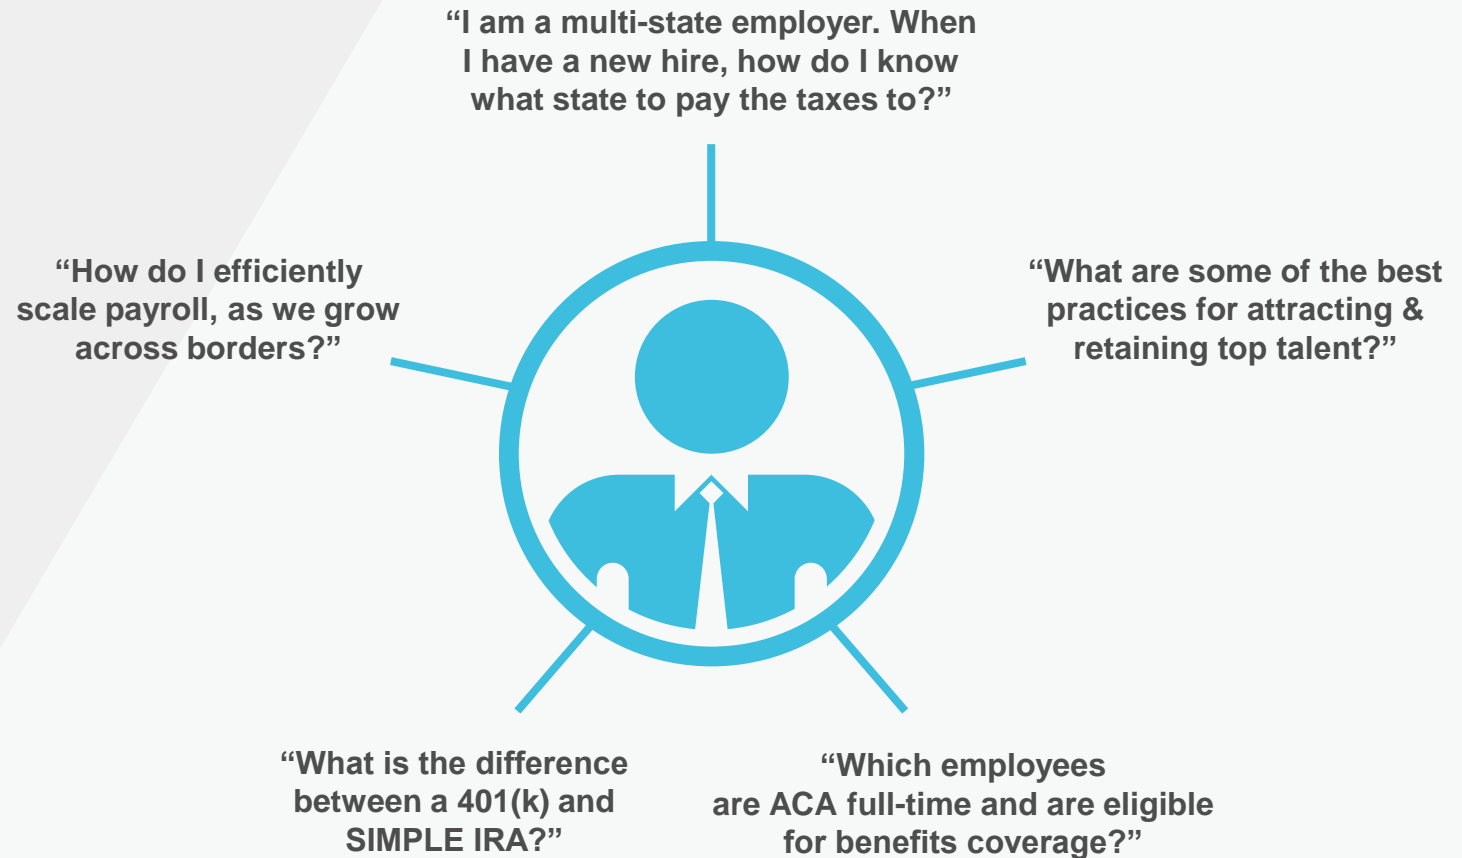 “I am a multi-state employer. When
I have a new hire, how do I know
what state to pay the taxes to?”
“How do I efficiently
scale payroll, as we grow
across borders?”
“What are some of the best
practices for attracting &
retaining top talent?”
“What is the difference
between a 401(k) and
SIMPLE IRA?”
“Which employees
are ACA full-time and are eligible
for benefits coverage?”